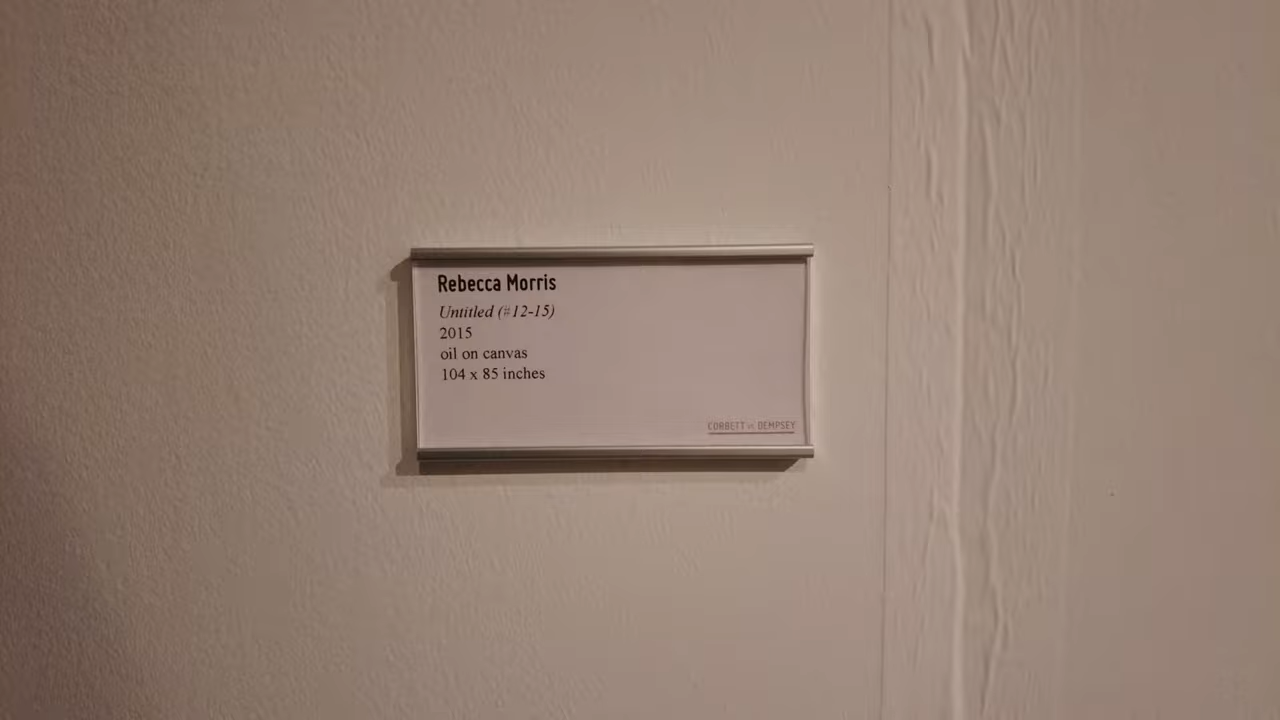 Rebecca Morris
Untitled (#12-15)
2015
oil on canvas
104 x 85 inches
CORBETT vs. DEMPSEY